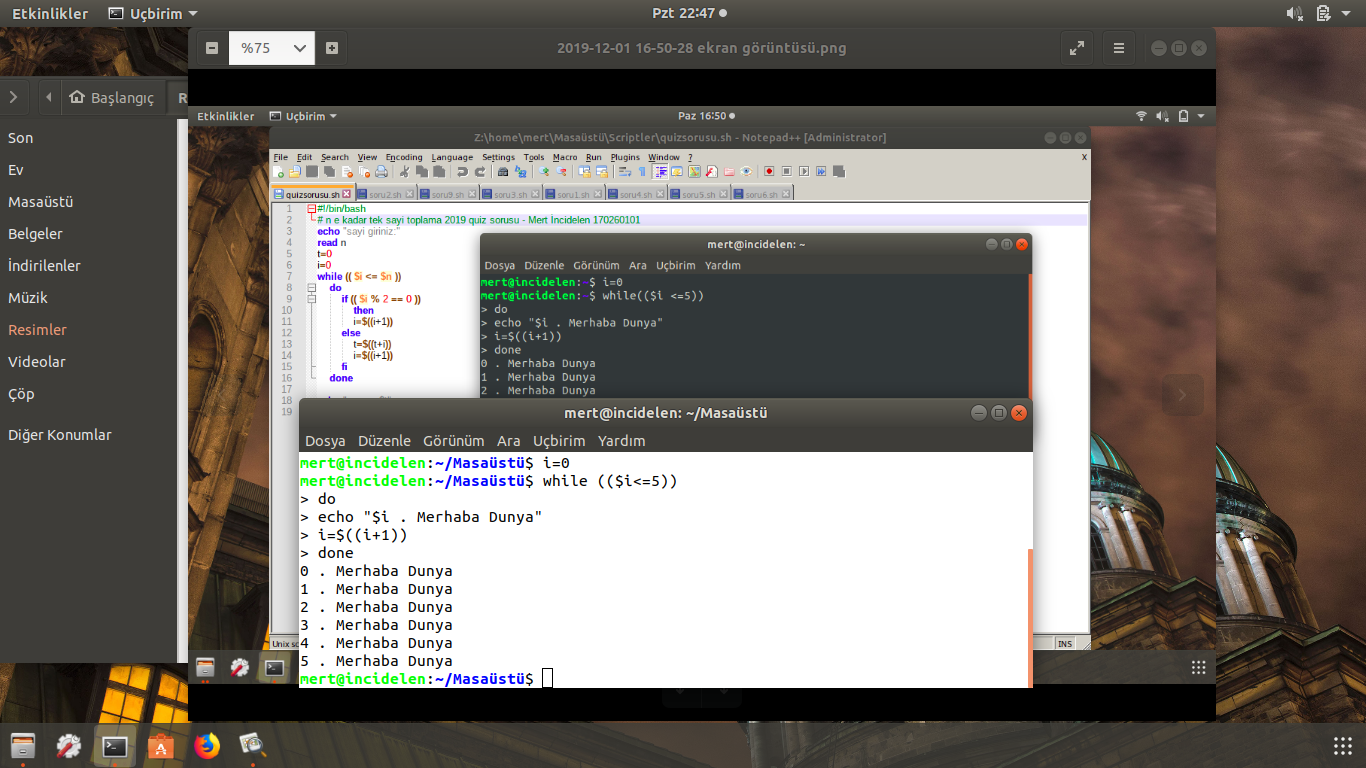 Etkinlikler Uçbirim Pzt 22:47
%75 2019-12-01 16-50-28 ekran görüntüsü.png
Başlangıç R
Son
Ev
Masaüstü
Belgeler
İndirilenler
Müzik
Resimler
Videolar
Çöp
Diğer Konumlar
Etkinlikler Uçbirim Paz 16:50
Z:\home\mert\Masaüstü\Scriptler\quizsorusu.sh - Notepad++ [Administrator]
File Edit Search View Encoding Language Settings Tools Macro Run Plugins Window ? X
quizsorusu.sh soru2.sh soru9.sh soru3.sh soru1.sh soru4.sh soru8.sh soru5.sh soru6.sh
1 #!/bin/bash
2 # n e kadar tek sayi toplama 2019 quiz sorusu - Mert İncidelen 170260101
3 echo "sayi giriniz:"
4 read n
5 t=0
6 i=0
7 while (( $i <= $n ))
8 do
9 if (( $i % 2 == 0 ))
10 then
11 i=$((i+1))
12 else
13 t=$((t+i))
14 i=$((i+1))
15 fi
16 done
17
18
19
mert@incidelen: ~
Dosya Düzenle Görünüm Ara Uçbirim Yardım
mert@incidelen:~$ i=0
mert@incidelen:~$ while(($i <=5))
> do
> echo "$i . Merhaba Dunya"
> i=$((i+1))
> done
0 . Merhaba Dunya
1 . Merhaba Dunya
2 . Merhaba Dunya
mert@incidelen: ~/Masaüstü
Dosya Düzenle Görünüm Ara Uçbirim Yardım
mert@incidelen:~/Masaüstü$ i=0
mert@incidelen:~/Masaüstü$ while (($i<=5))
> do
> echo "$i . Merhaba Dunya"
> i=$((i+1))
> done
0 . Merhaba Dunya
1 . Merhaba Dunya
2 . Merhaba Dunya
3 . Merhaba Dunya
4 . Merhaba Dunya
5 . Merhaba Dunya
mert@incidelen:~/Masaüstü$
Unix INS